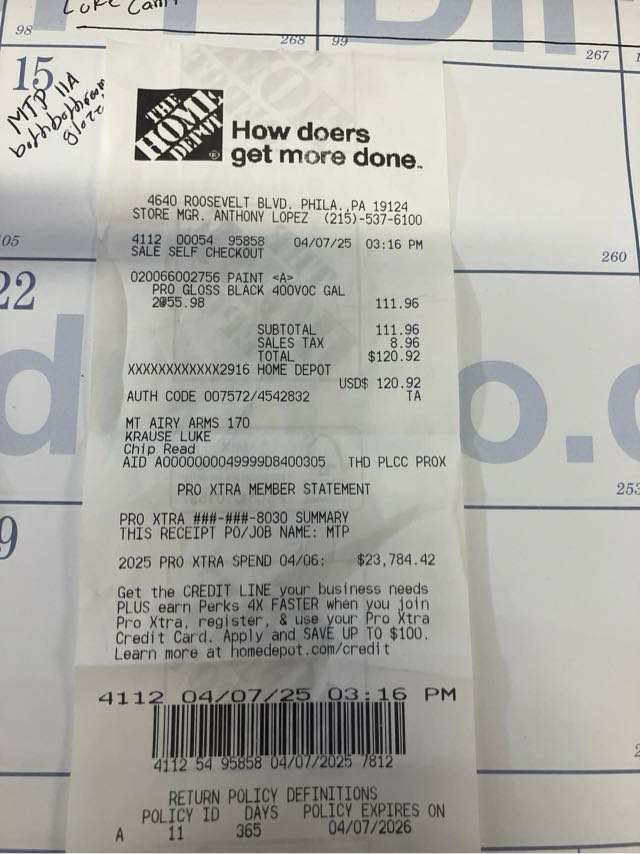 98
268
99
267
15
MTP 11A
THE
HOME
DEPOT
How doers
get more done.
4640 ROOSEVELT BLVD. PHILA.,PA 19124
STORE MGR. ANTHONY LOPEZ (215)-537-6100
4112 00054 95858 04/07/25 03:16 PM
SALE SELF CHECKOUT
105
260
22
020066002756 PAINT <A>
PRO GLOSS BLACK 400VOC GAL
2@55.98 111.96
SUBTOTAL 111.96
SALES TAX 8.96
TOTAL $120.92
XXXXXXXXXXXX2916 HOME DEPOT
USD$ 120.92
AUTH CODE 007572/4542832 TA
MT AIRY ARMS 170
KRAUSE LUKE
Chip Read
AID A0000000049999D8400305 THD PLCC PROX
PRO XTRA MEMBER STATEMENT
253
PRO XTRA ###-###-8030 SUMMARY
THIS RECEIPT PO/JOB NAME: MTP
2025 PRO XTRA SPEND 04/06: $23,784.42
Get the CREDIT LINE your business needs
PLUS earn Perks 4X FASTER when you join
Pro Xtra, register, & use your Pro Xtra
Credit Card. Apply and SAVE UP TO $100.
Learn more at homedepot.com/credit
4112 04/07/25 03:16 PM
4112 54 95858 04/07/2025 7812
RETURN POLICY DEFINITIONS
POLICY ID DAYS POLICY EXPIRES ON
A 11 365 04/07/2026